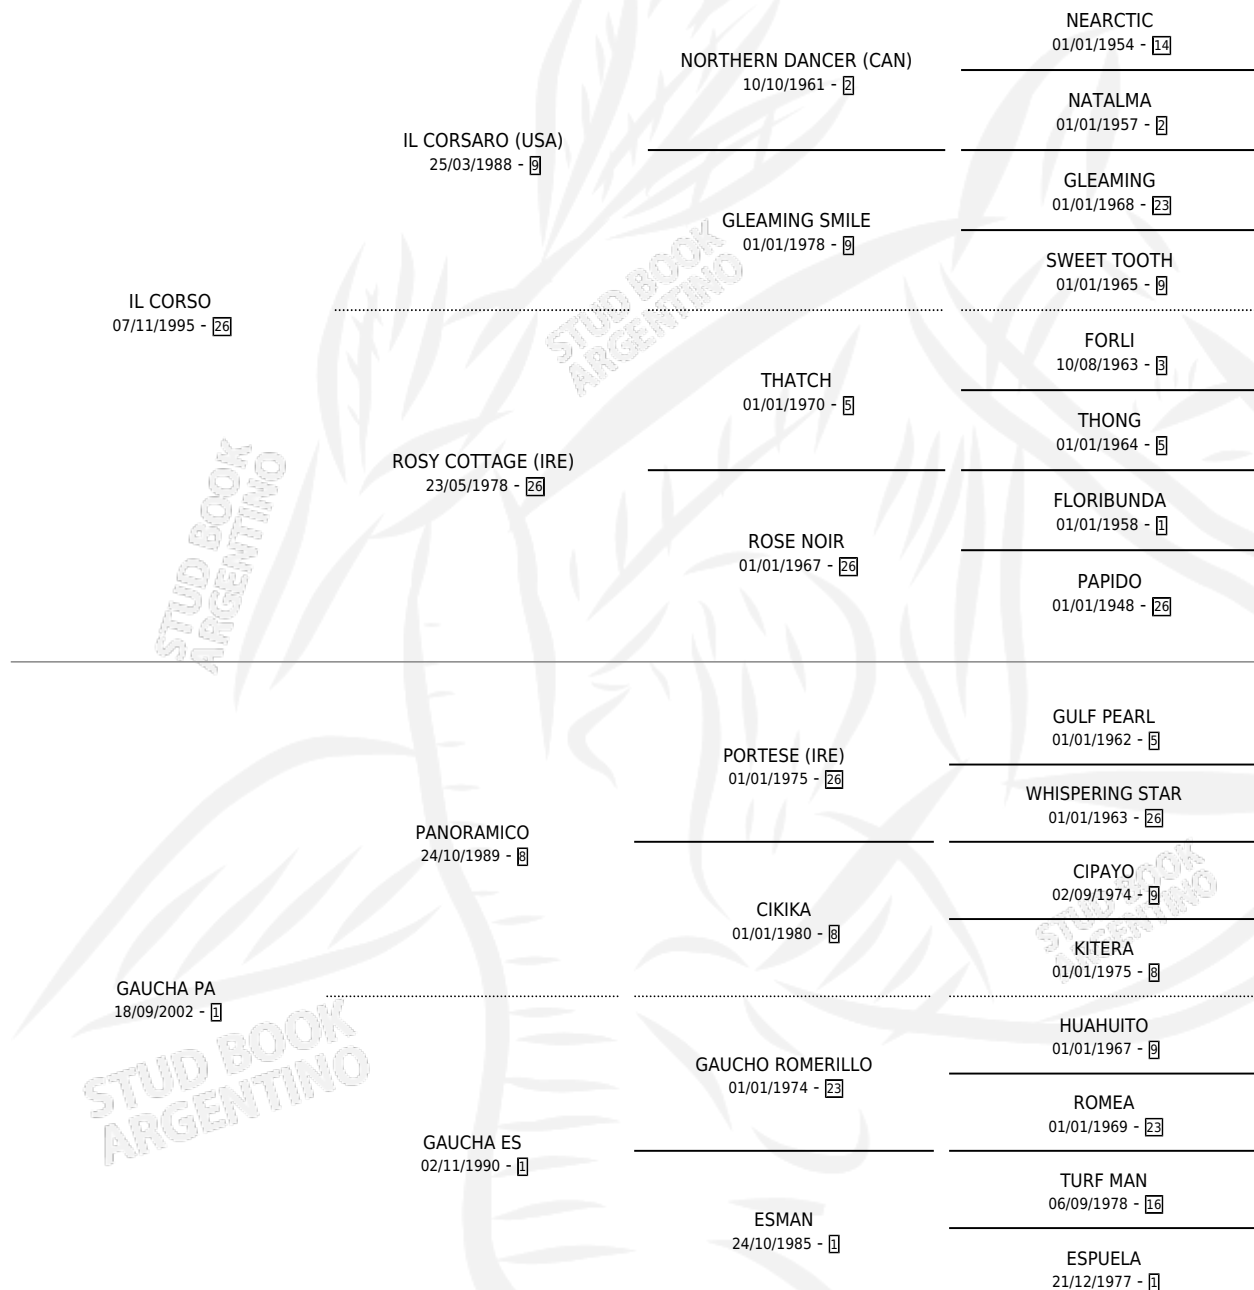 NEARCTIC
01/01/1954 - 14
NORTHERN DANCER (CAN)
10/10/1961 - 2
NATALMA
01/01/1957 - 2
IL CORSARO (USA)
25/03/1988 - 9
GLEAMING
01/01/1968 - 23
GLEAMING SMILE
01/01/1978 - 9
SWEET TOOTH
01/01/1965 - 9
IL CORSO
07/11/1995 - 26
FORLI
10/08/1963 - 3
THATCH
01/01/1970 - 5
THONG
01/01/1964 - 5
ROSY COTTAGE (IRE)
23/05/1978 - 26
FLORIBUNDA
01/01/1958 - 1
ROSE NOIR
01/01/1967 - 26
PAPIDO
01/01/1948 - 26
GULF PEARL
01/01/1962 - 5
PORTESE (IRE)
01/01/1975 - 26
WHISPERING STAR
01/01/1963 - 26
PANORAMICO
24/10/1989 - 8
CIPAYO
02/09/1974 - 9
CIKIKA
01/01/1980 - 8
KITERA
01/01/1975 - 8
GAUCHA PA
18/09/2002 - 1
HUAHUITO
01/01/1967 - 9
GAUCHO ROMERILLO
01/01/1974 - 23
ROMEA
01/01/1969 - 23
GAUCHA ES
02/11/1990 - 1
TURF MAN
06/09/1978 - 16
ESMAN
24/10/1985 - 1
ESPUELA
21/12/1977 - 1
STUD BOOK
ARGENTINO
STUD BOOK
ARGENTINO
STUD BOOK
ARGENTINO
STUD BOOK
ARGENTINO